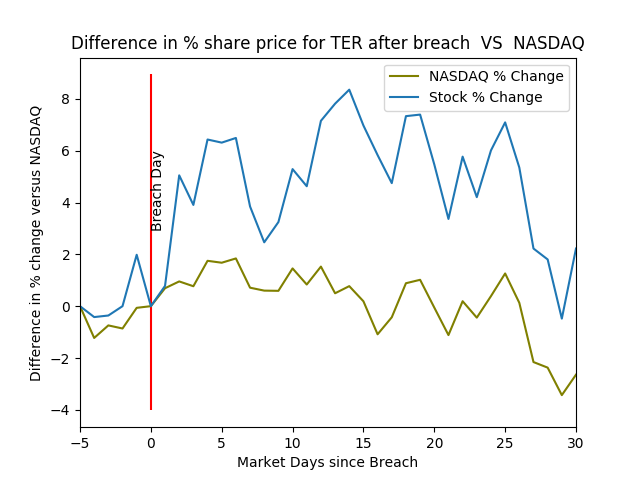 Difference in % share price for TER after breach  VS  NASDAQ
NASDAQ % Change
Stock % Change
Difference in % change versus NASDAQ
8
6
4
2
0
−2
−4
Breach Day
−5
0
5
10
15
20
25
30
Market Days since Breach